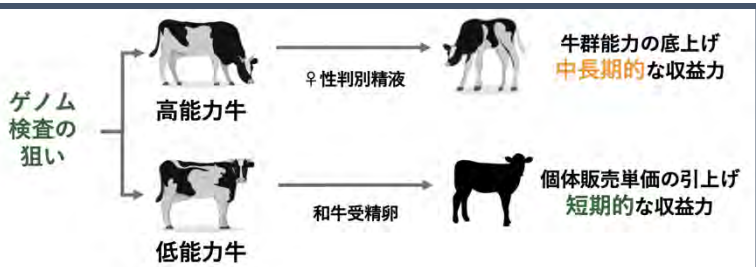 ゲノム
検査の
狙い
高能力牛
♀性判別精液
牛群能力の底上げ
中長期的な収益力
低能力牛
和牛受精卵
個体販売単価の引上げ
短期的な収益力